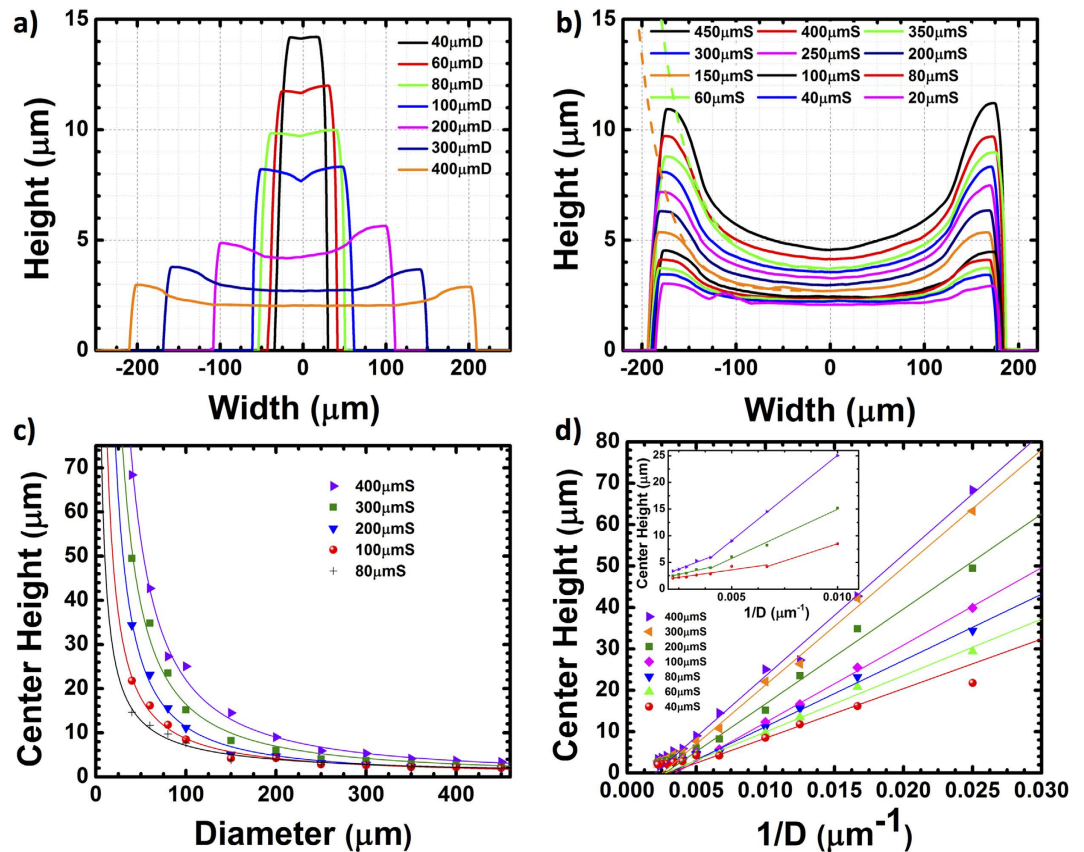 a)
15
10
5
0
Height (μm)
-200 -100 0 100 200
Width (μm)
40μmD
60μmD
80μmD
100μmD
200μmD
300μmD
400μmD
b)
15
10
5
0
Height (μm)
-200 -100 0 100 200
Width (μm)
450μmS 400μmS 350μmS
300μmS 250μmS 200μmS
150μmS 100μmS 80μmS
60μmS 40μmS 20μmS
c)
70
60
50
40
30
20
10
0
Center Height (μm)
0 100 200 300 400
Diameter (μm)
400μmS
300μmS
200μmS
100μmS
80μmS
d)
80
70
60
50
40
30
20
10
0
Center Height (μm)
0.000 0.005 0.010 0.015 0.020 0.025 0.030
1/D (μm⁻¹)
25
20
15
10
5
0
Center Height (μm)
0.005 0.010
1/D (μm⁻¹)
400μmS
300μmS
200μmS
100μmS
80μmS
60μmS
40μmS